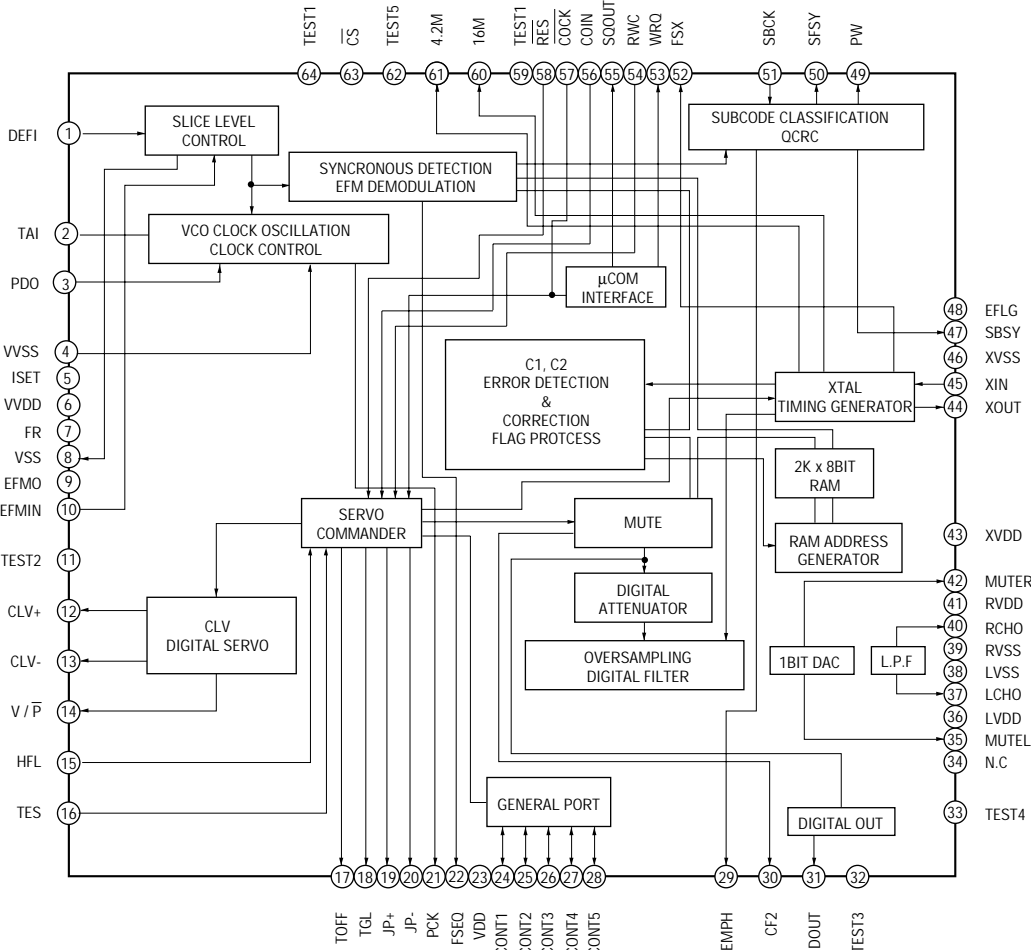 TEST1
CS
TEST5
4.2M
16M
TEST1
RES
COCK
COIN
SQOUT
RWC
WRQ
FSX
SBCK
SFSY
PW
64
63
62
61
60
59
58
57
56
55
54
53
52
51
50
49
DEFI
1
TAI
2
PDO
3
VVSS
4
ISET
5
VVDD
6
FR
7
VSS
8
EFMO
9
EFMIN
10
TEST2
11
CLV+
12
CLV-
13
V / P
14
HFL
15
TES
16
SLICE LEVEL
CONTROL
SYNCRONOUS DETECTION
EFM DEMODULATION
VCO CLOCK OSCILLATION
CLOCK CONTROL
SUBCODE CLASSIFICATION
QCRC
µCOM
INTERFACE
C1, C2
ERROR DETECTION
&
CORRECTION
FLAG PROTCESS
XTAL
TIMING GENERATOR
2K x 8BIT
RAM
RAM ADDRESS
GENERATOR
SERVO
COMMANDER
MUTE
DIGITAL
ATTENUATOR
OVERSAMPLING
DIGITAL FILTER
CLV
DIGITAL SERVO
1BIT DAC
L.P.F
GENERAL PORT
DIGITAL OUT
48 EFLG
47 SBSY
46 XVSS
45 XIN
44 XOUT
43 XVDD
42 MUTER
41 RVDD
40 RCHO
39 RVSS
38 LVSS
37 LCHO
36 LVDD
35 MUTEL
34 N.C
33 TEST4
17
18
19
20
21
22
23
24
25
26
27
28
29
30
31
32
TOFF
TGL
JP+
JP-
PCK
FSEQ
VDD
CONT1
CONT2
CONT3
CONT4
CONT5
EMPH
CF2
DOUT
TEST3